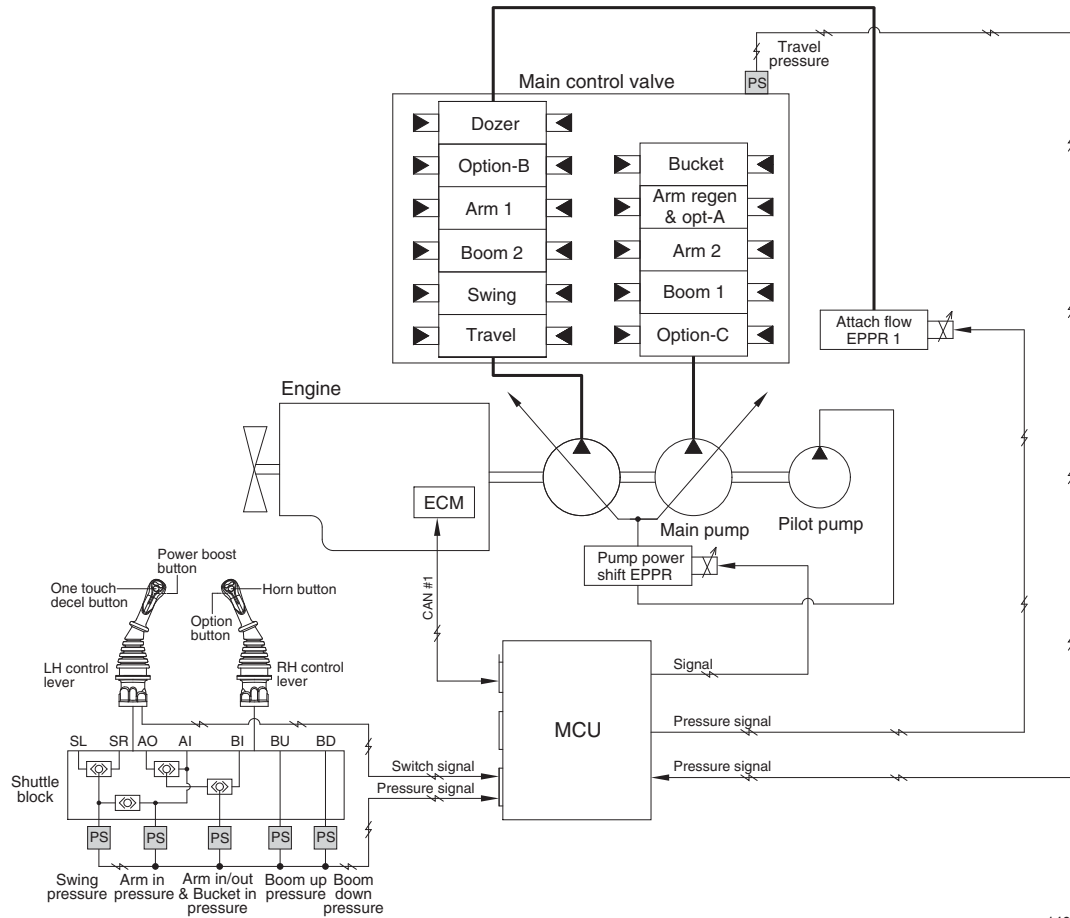 Travel
pressure
PS
Main control valve
Dozer
Option-B
Arm 1
Boom 2
Swing
Travel
Bucket
Arm regen
& opt-A
Arm 2
Boom 1
Option-C
Attach flow
EPPR 1
Engine
ECM
Main pump
Pilot pump
Pump power
shift EPPR
CAN #1
Power boost
button
One touch
decel button
Horn button
Option
button
LH control
lever
RH control
lever
MCU
Signal
Pressure signal
Pressure signal
Switch signal
Pressure signal
SL SR AO AI BI BU BD
Shuttle
block
PS PS PS PS PS
Swing
pressure
Arm in
pressure
Arm in/out
& Bucket in
pressure
Boom up
pressure
Boom
down
pressure